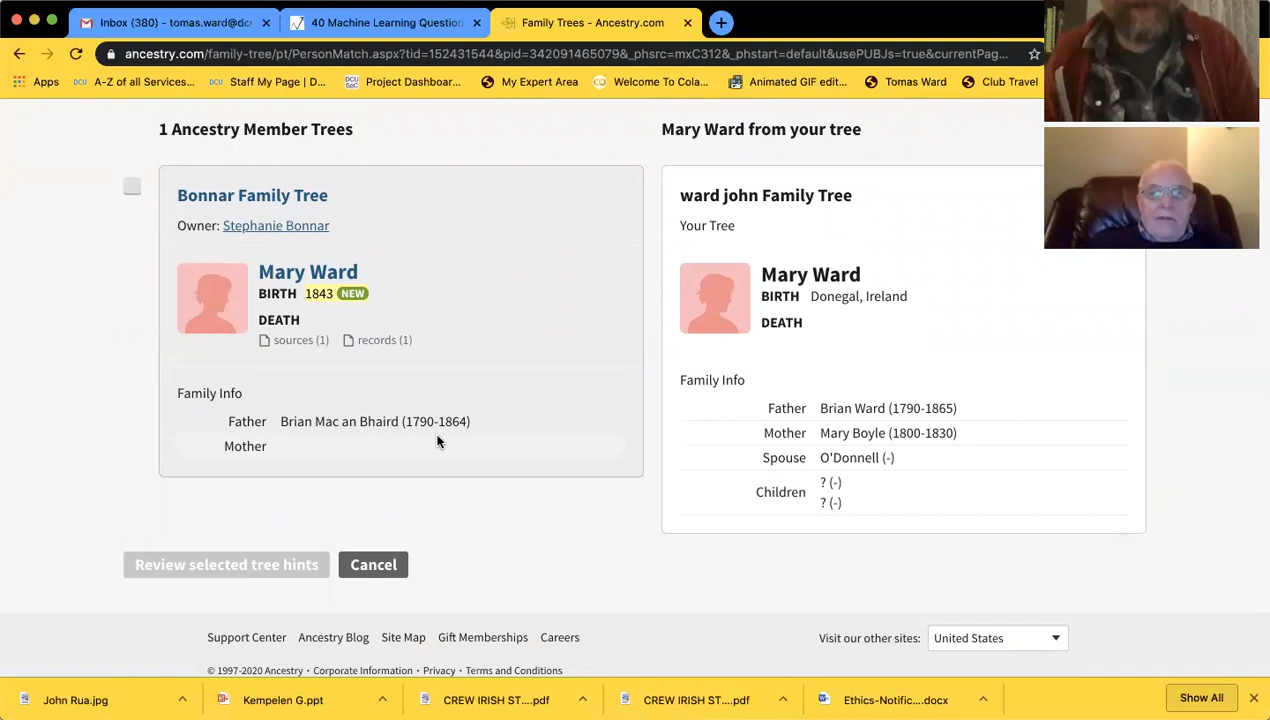 Inbox (380) - tomas.ward@dc
40 Machine Learning Question
Family Trees - Ancestry.com
ancestry.com/family-tree/pt/PersonMatch.aspx?tid=152431544&pid=342091465079&_phsrc=mxC312&_phstart=default&usePUBJs=true&currentPag...
Apps
A-Z of all Services...
Staff My Page | D...
Project Dashboar...
My Expert Area
Welcome To Cola...
Animated GIF edit...
Tomas Ward
Club Travel
1 Ancestry Member Trees
Mary Ward from your tree
Bonnar Family Tree
Owner: Stephanie Bonnar
Mary Ward
BIRTH 1843 NEW
DEATH
sources (1) records (1)
Family Info
Father Brian Mac an Bhaird (1790-1864)
Mother
ward john Family Tree
Your Tree
Mary Ward
BIRTH Donegal, Ireland
DEATH
Family Info
Father Brian Ward (1790-1865)
Mother Mary Boyle (1800-1830)
Spouse O'Donnell (-)
Children ? (-)
? (-)
Review selected tree hints Cancel
Support Center Ancestry Blog Site Map Gift Memberships Careers
Visit our other sites: United States
© 1997-2020 Ancestry · Corporate Information · Privacy · Terms and Conditions
John Rua.jpg
Kempelen G.ppt
CREW IRISH ST....pdf
CREW IRISH ST....pdf
Ethics-Notific....docx
Show All